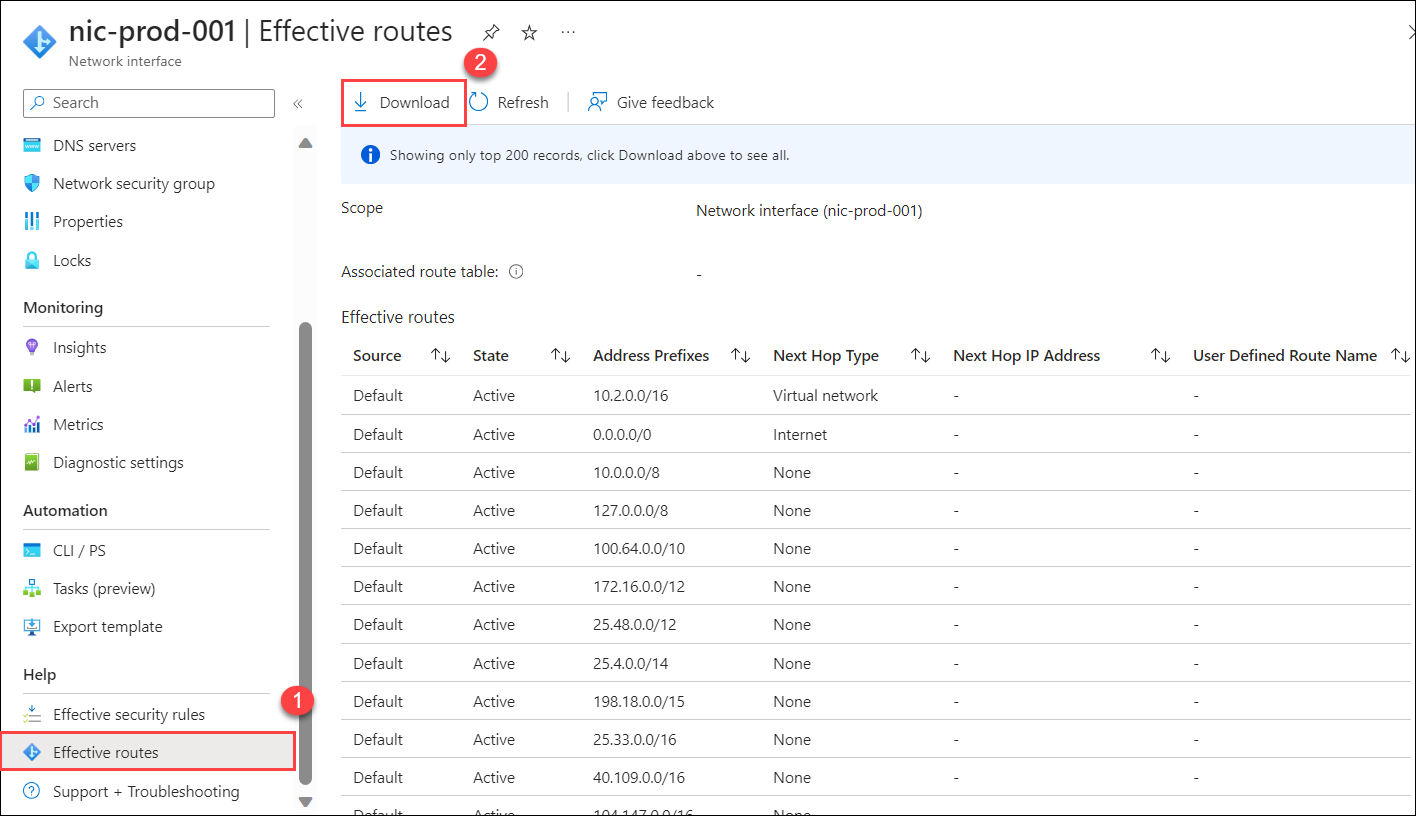 nic-prod-001 | Effective routes
Network interface
2
Search
Download
Refresh
Give feedback
DNS servers
Network security group
Properties
Locks
Monitoring
Insights
Alerts
Metrics
Diagnostic settings
Automation
CLI / PS
Tasks (preview)
Export template
Help
1
Effective security rules
Effective routes
Support + Troubleshooting
Showing only top 200 records, click Download above to see all.
Scope Network interface (nic-prod-001)
Associated route table: -
Effective routes
Source State Address Prefixes Next Hop Type Next Hop IP Address User Defined Route Name
Default Active 10.2.0.0/16 Virtual network - -
Default Active 0.0.0.0/0 Internet - -
Default Active 10.0.0.0/8 None - -
Default Active 127.0.0.0/8 None - -
Default Active 100.64.0.0/10 None - -
Default Active 172.16.0.0/12 None - -
Default Active 25.48.0.0/12 None - -
Default Active 25.4.0.0/14 None - -
Default Active 198.18.0.0/15 None - -
Default Active 25.33.0.0/16 None - -
Default Active 40.109.0.0/16 None - -
Default Active 104.147.0.0/16 None